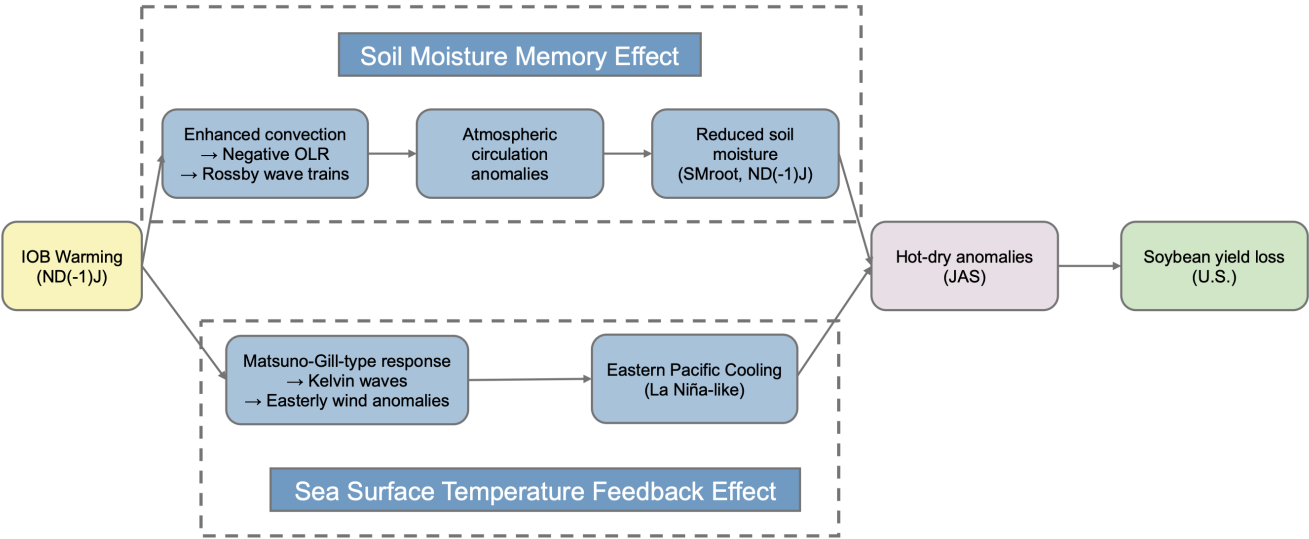 Soil Moisture Memory Effect
Enhanced convection
→ Negative OLR
→ Rossby wave trains
Atmospheric
circulation
anomalies
Reduced soil
moisture
(SMroot, ND(-1)J)
IOB Warming
(ND(-1)J)
Hot-dry anomalies
(JAS)
Soybean yield loss
(U.S.)
Matsuno-Gill-type response
→ Kelvin waves
→ Easterly wind anomalies
Eastern Pacific Cooling
(La Niña-like)
Sea Surface Temperature Feedback Effect